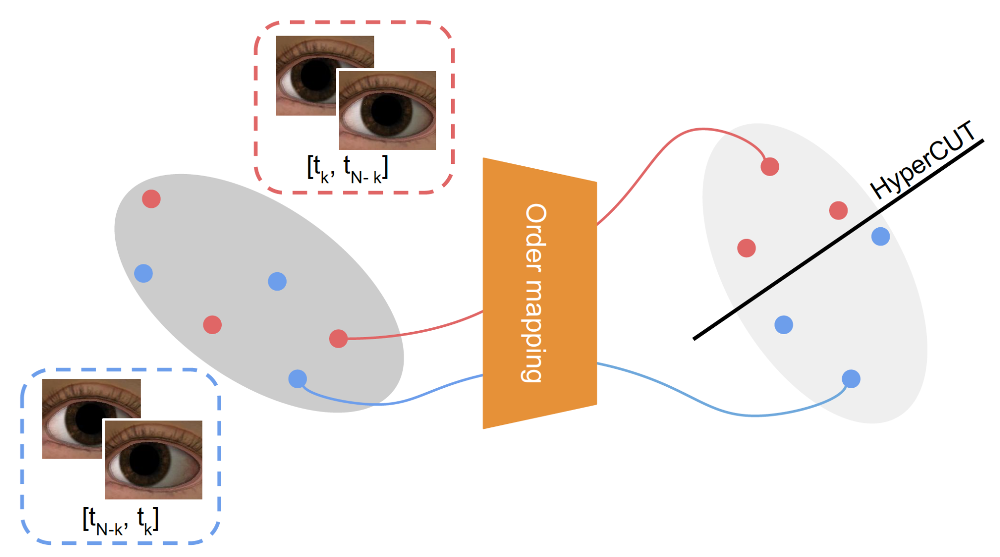 [tk, tN- k]
HyperCUT
Order mapping
[tN-k, tk]